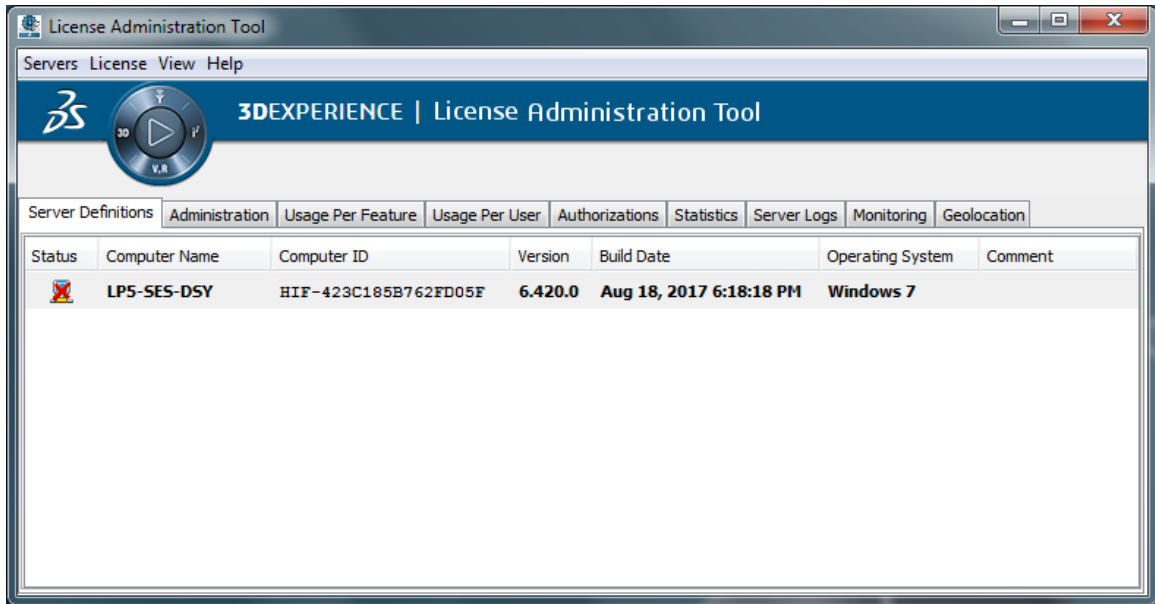 License Administration Tool
Servers License View Help
3DS
3D
V.R
3DEXPERIENCE | License Administration Tool
Server Definitions Administration Usage Per Feature Usage Per User Authorizations Statistics Server Logs Monitoring Geolocation
Status Computer Name Computer ID Version Build Date Operating System Comment
LP5-SES-DSY HIF-423C185B762FD05F 6.420.0 Aug 18, 2017 6:18:18 PM Windows 7